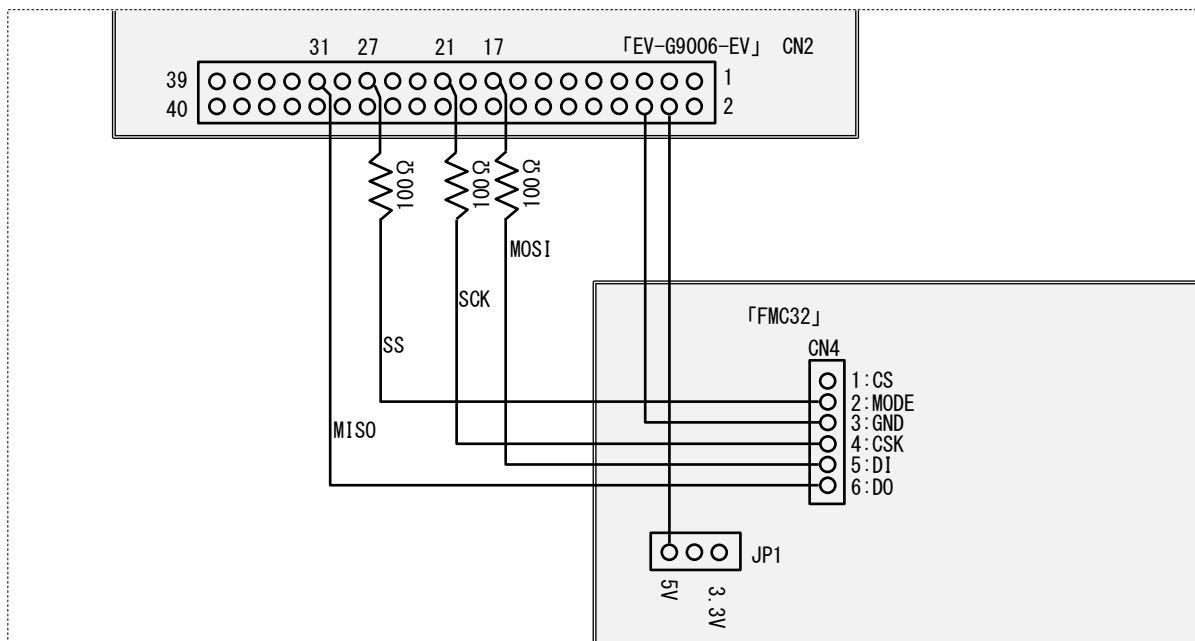 「EV-G9006-EV」 CN2
31 27 21 17
39
1
40
2
100Ω
100Ω
100Ω
MOSI
SCK
SS
MISO
「FMC32」
CN4
1:CS
2:MODE
3:GND
4:CSK
5:DI
6:DO
JP1
5V
3.3V